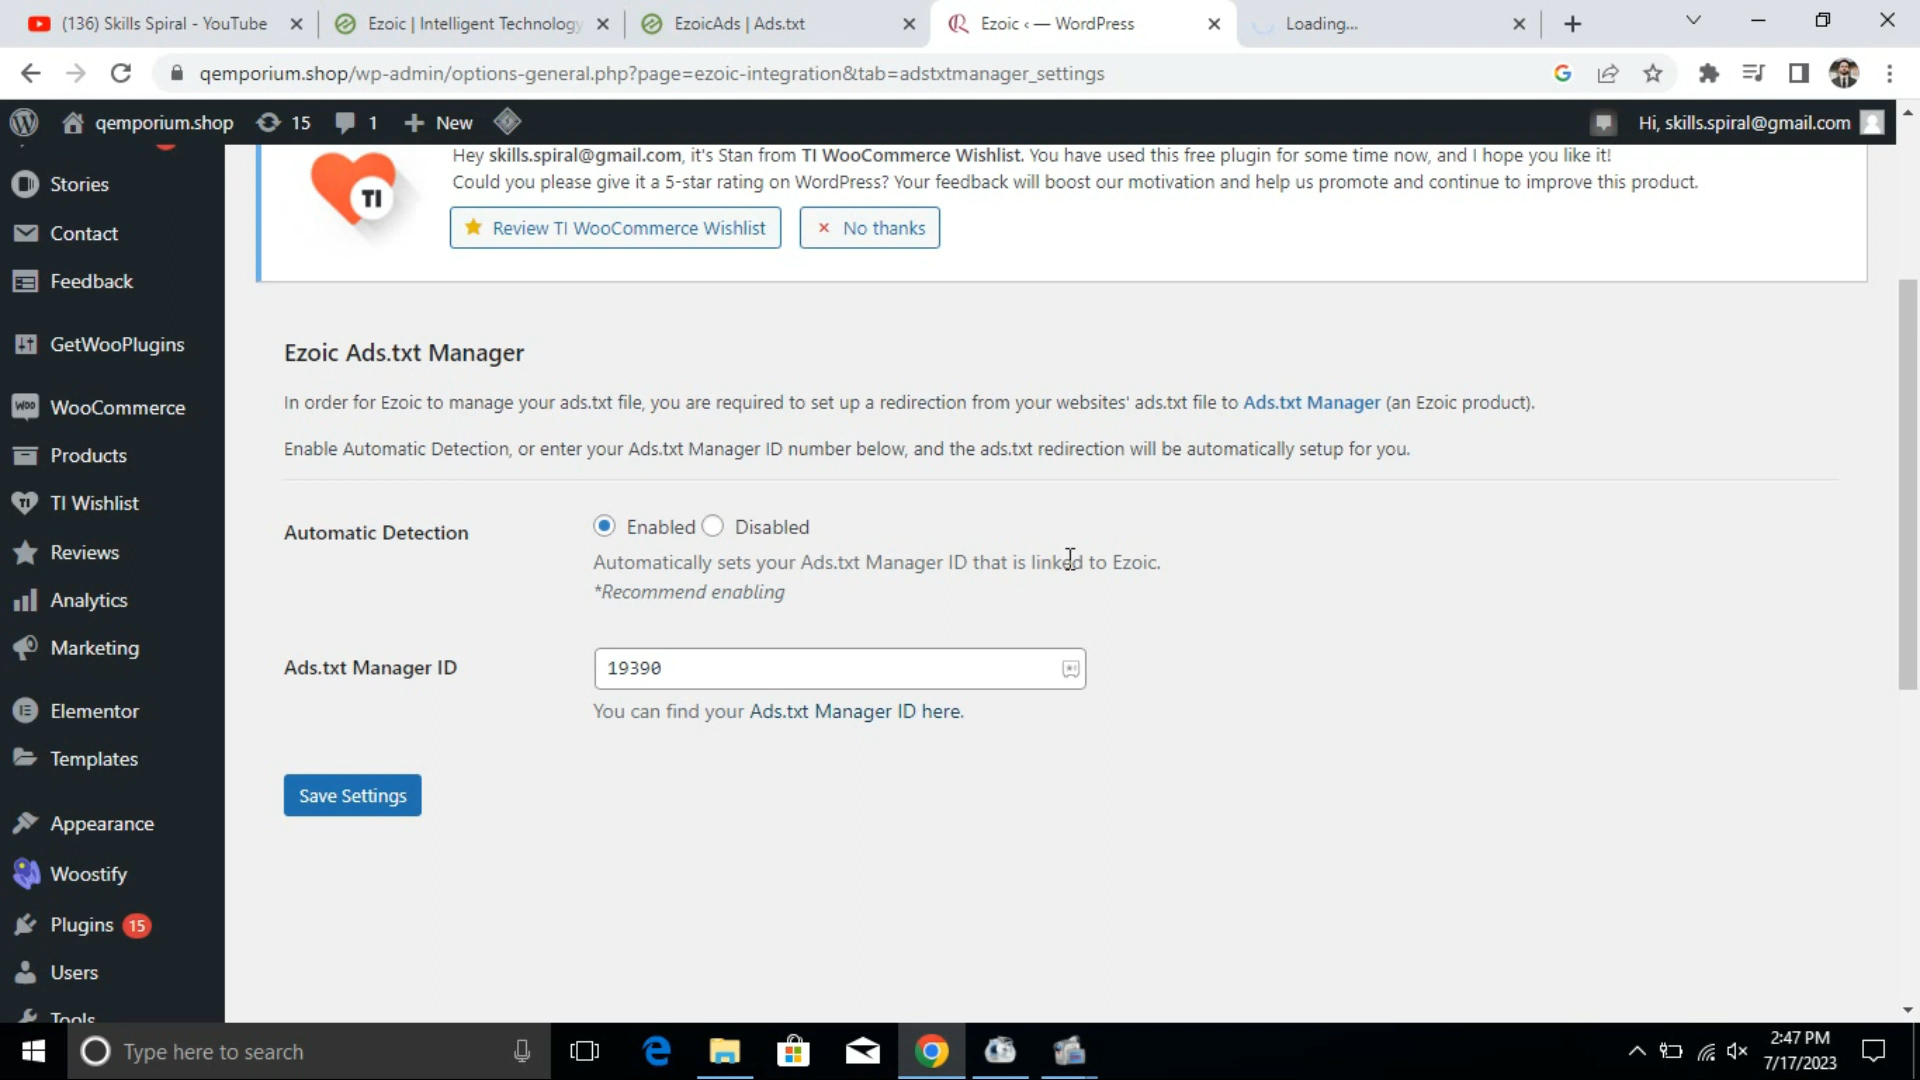 (136) Skills Spiral - YouTube
Ezoic | Intelligent Technology
EzoicAds | Ads.txt
Ezoic ‹ — WordPress
Loading...
qemporium.shop/wp-admin/options-general.php?page=ezoic-integration&tab=adstxtmanager_settings
qemporium.shop
15
1
New
Hi, skills.spiral@gmail.com
Stories
Contact
Feedback
GetWooPlugins
WooCommerce
Products
TI Wishlist
Reviews
Analytics
Marketing
Elementor
Templates
Appearance
Woostify
Plugins 15
Users
Tools
TI
Hey skills.spiral@gmail.com, it's Stan from TI WooCommerce Wishlist. You have used this free plugin for some time now, and I hope you like it!
Could you please give it a 5-star rating on WordPress? Your feedback will boost our motivation and help us promote and continue to improve this product.
Review TI WooCommerce Wishlist
No thanks
Ezoic Ads.txt Manager
In order for Ezoic to manage your ads.txt file, you are required to set up a redirection from your websites' ads.txt file to Ads.txt Manager (an Ezoic product).
Enable Automatic Detection, or enter your Ads.txt Manager ID number below, and the ads.txt redirection will be automatically setup for you.
Automatic Detection
Enabled
Disabled
Automatically sets your Ads.txt Manager ID that is linked to Ezoic.
*Recommend enabling
Ads.txt Manager ID
19390
You can find your Ads.txt Manager ID here.
Save Settings
Type here to search
2:47 PM
7/17/2023